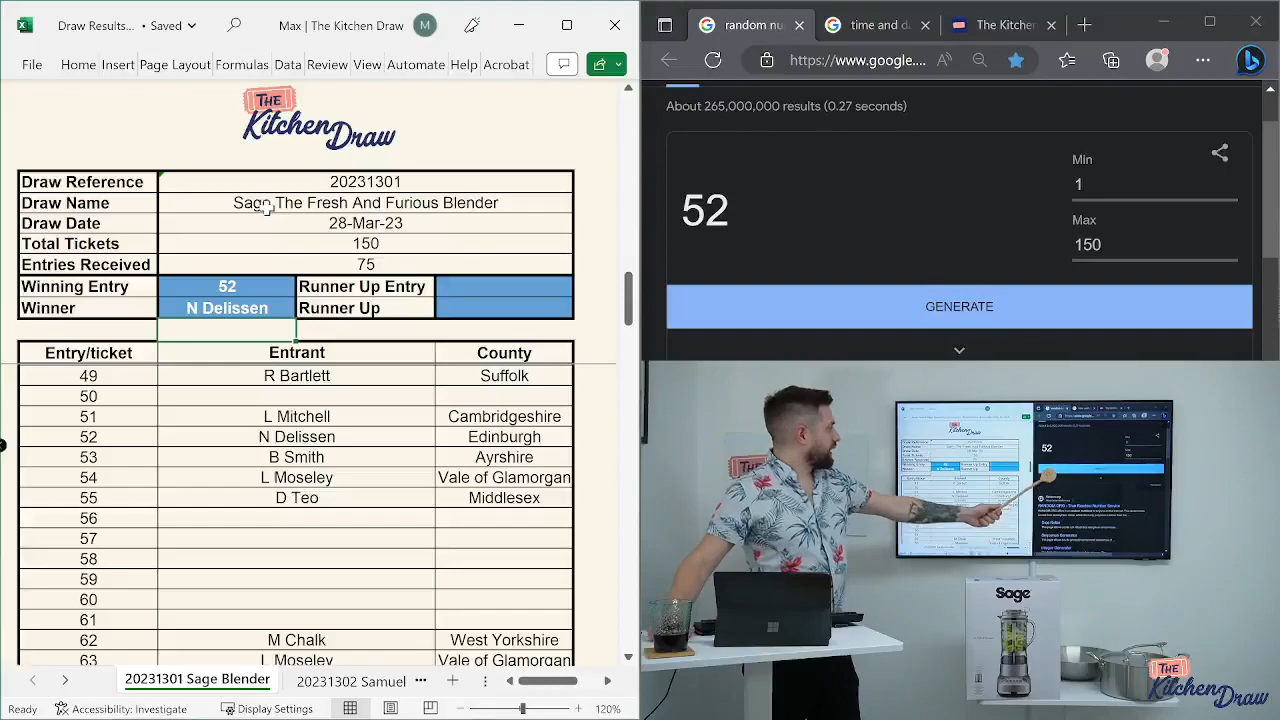 Draw Results... • Saved
Max | The Kitchen Draw
M
File Home Insert Page Layout Formulas Data Review View Automate Help Acrobat
THE
Kitchen Draw
Draw Reference 20231301
Draw Name Sage The Fresh And Furious Blender
Draw Date 28-Mar-23
Total Tickets 150
Entries Received 75
Winning Entry 52 Runner Up Entry
Winner N Delissen Runner Up
Entry/ticket Entrant County
49 R Bartlett Suffolk
50
51 L Mitchell Cambridgeshire
52 N Delissen Edinburgh
53 B Smith Ayrshire
54 L Moseley Vale of Glamorgan
55 D Teo Middlesex
56
57
58
59
60
61
62 M Chalk West Yorkshire
63 L Moseley Vale of Glamorgan
20231301 Sage Blender
20231302 Samuel ...
Ready Accessibility: Investigate Display Setti 120%
random nu
time and da
The Kitchen
https://www.google....
About 265,000,000 results (0.27 seconds)
52
Min
1
Max
150
GENERATE
52
Sage
THE
Kitchen Draw